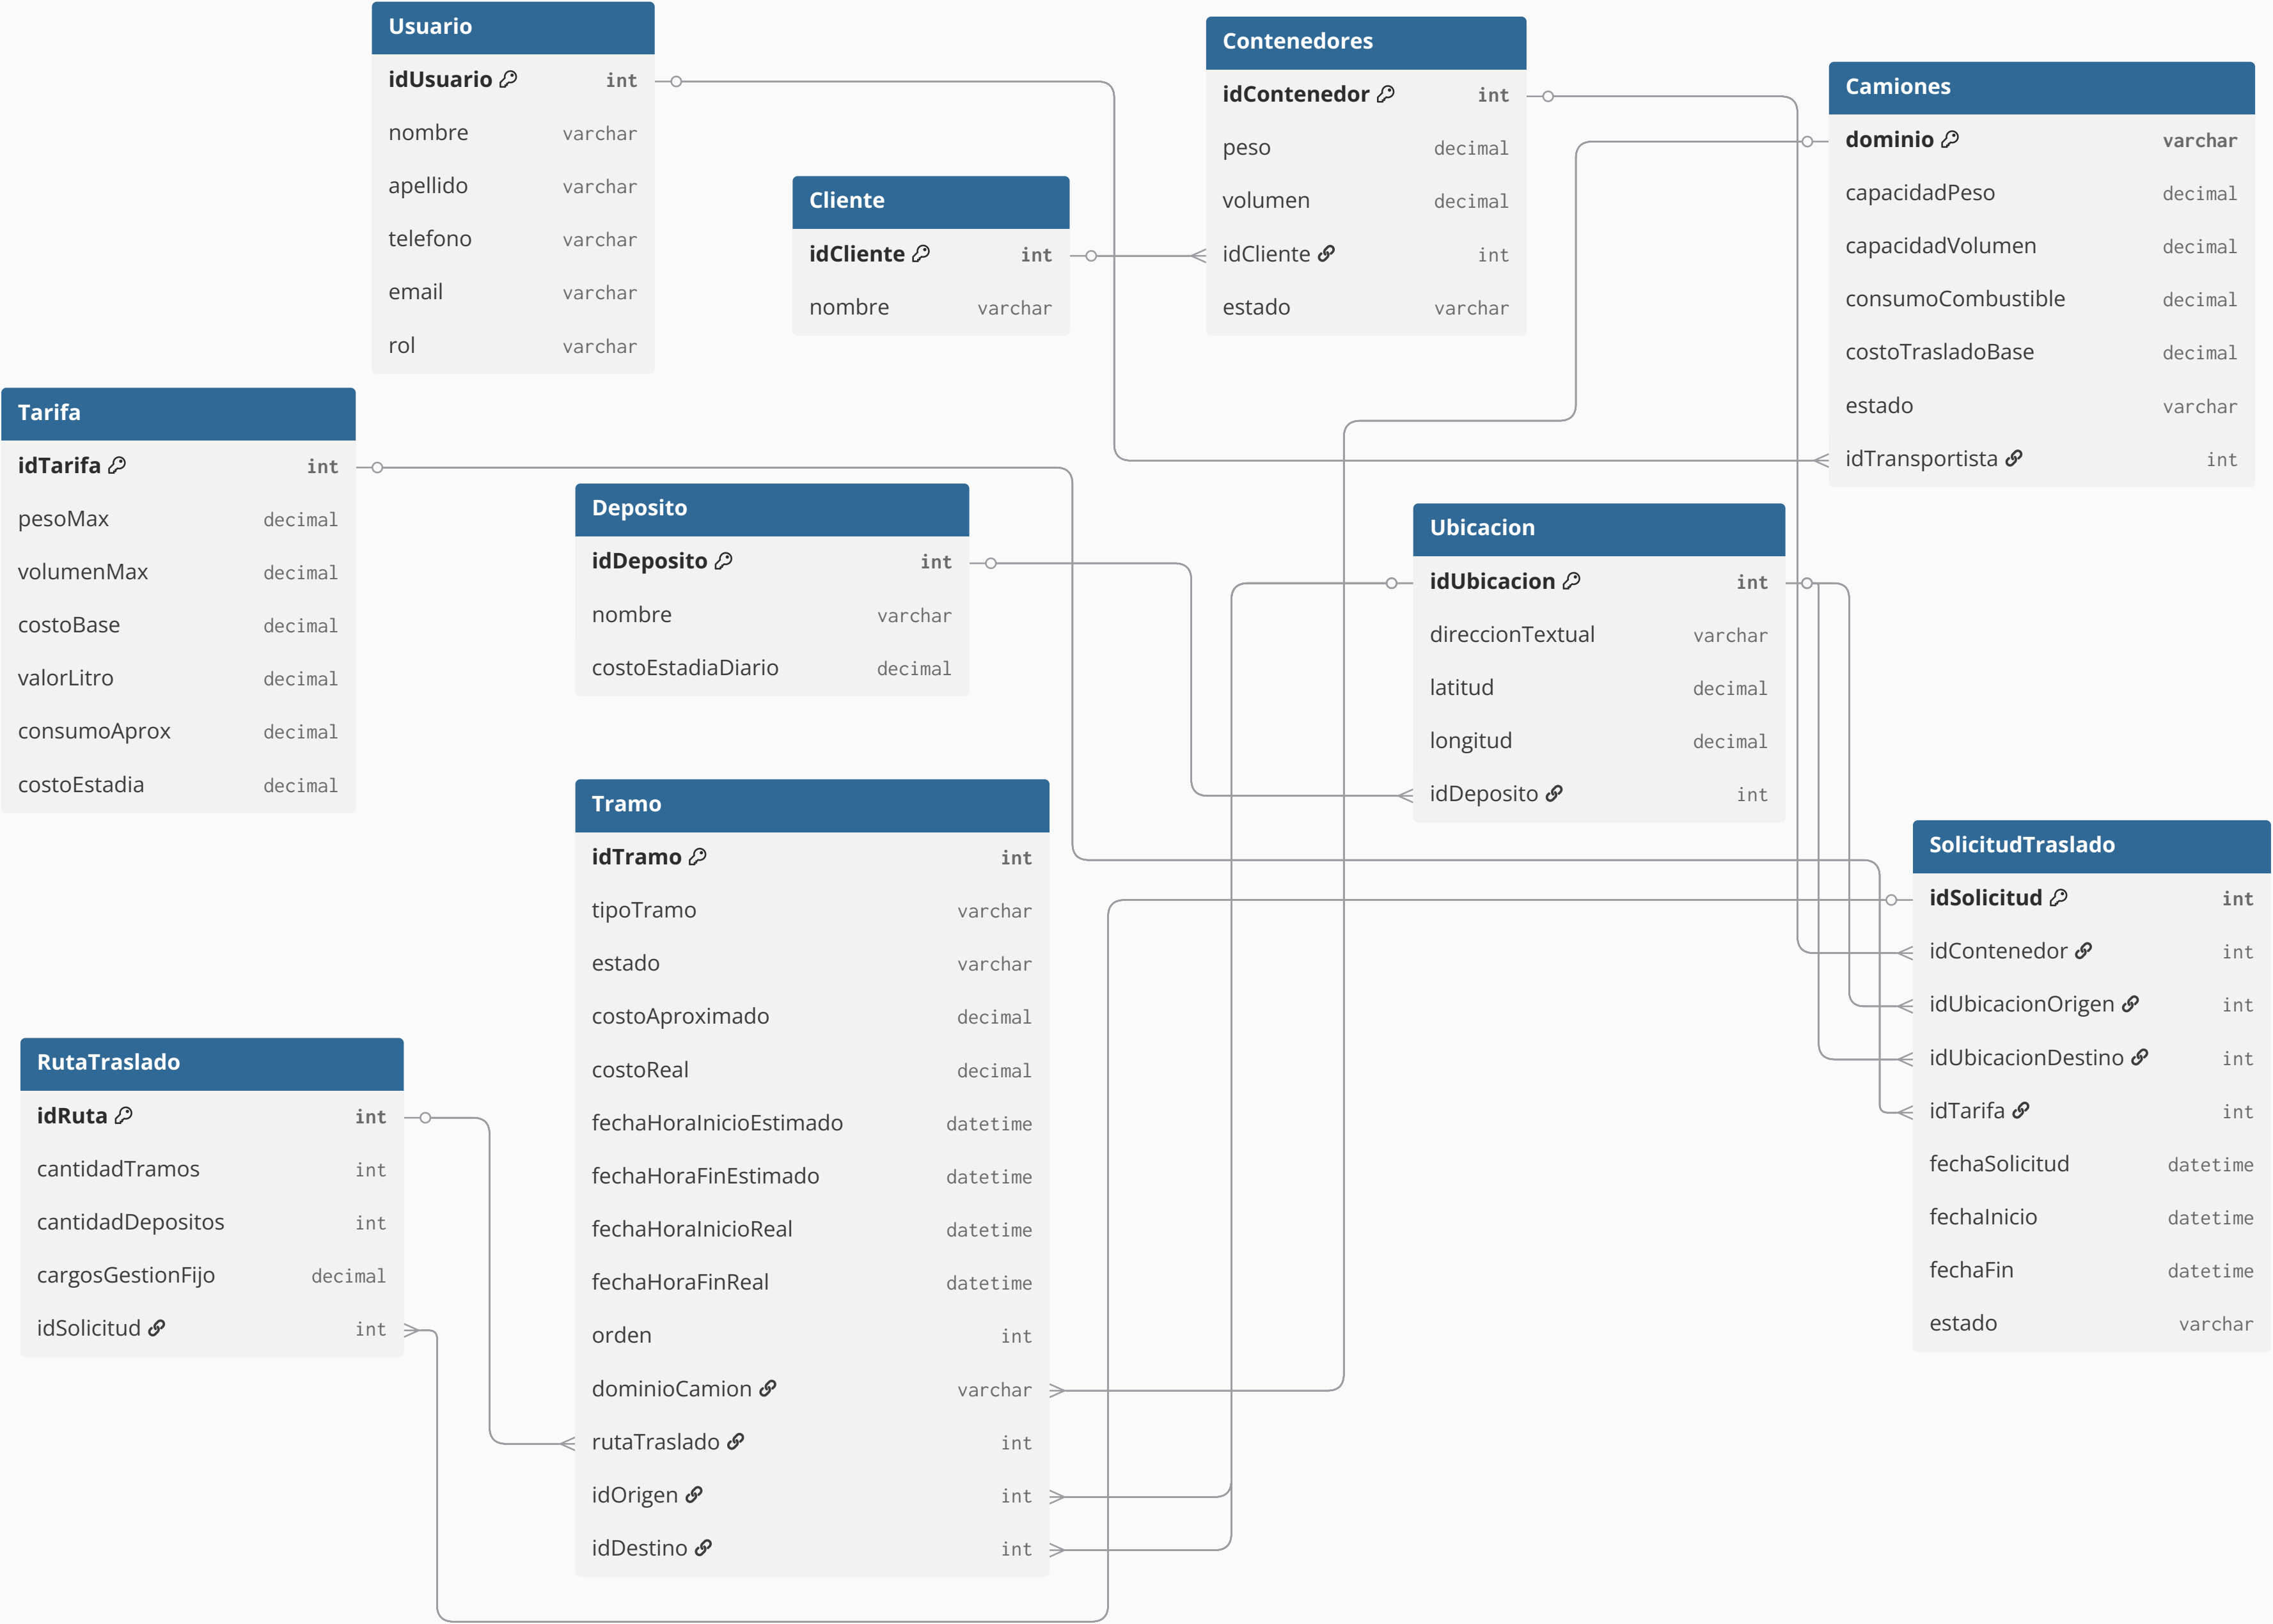 Usuario
idUsuario int
nombre varchar
apellido varchar
telefono varchar
email varchar
rol varchar
Cliente
idCliente int
nombre varchar
Contenedores
idContenedor int
peso decimal
volumen decimal
idCliente int
estado varchar
Camiones
dominio varchar
capacidadPeso decimal
capacidadVolumen decimal
consumoCombustible decimal
costoTrasladoBase decimal
estado varchar
idTransportista int
Tarifa
idTarifa int
pesoMax decimal
volumenMax decimal
costoBase decimal
valorLitro decimal
consumoAprox decimal
costoEstadia decimal
Deposito
idDeposito int
nombre varchar
costoEstadiaDiario decimal
Ubicacion
idUbicacion int
direccionTextual varchar
latitud decimal
longitud decimal
idDeposito int
Tramo
idTramo int
tipoTramo varchar
estado varchar
costoAproximado decimal
costoReal decimal
fechaHoraInicioEstimado datetime
fechaHoraFinEstimado datetime
fechaHoraInicioReal datetime
fechaHoraFinReal datetime
orden int
dominioCamion varchar
rutaTraslado int
idOrigen int
idDestino int
SolicitudTraslado
idSolicitud int
idContenedor int
idUbicacionOrigen int
idUbicacionDestino int
idTarifa int
fechaSolicitud datetime
fechaInicio datetime
fechaFin datetime
estado varchar
RutaTraslado
idRuta int
cantidadTramos int
cantidadDepositos int
cargosGestionFijo decimal
idSolicitud int